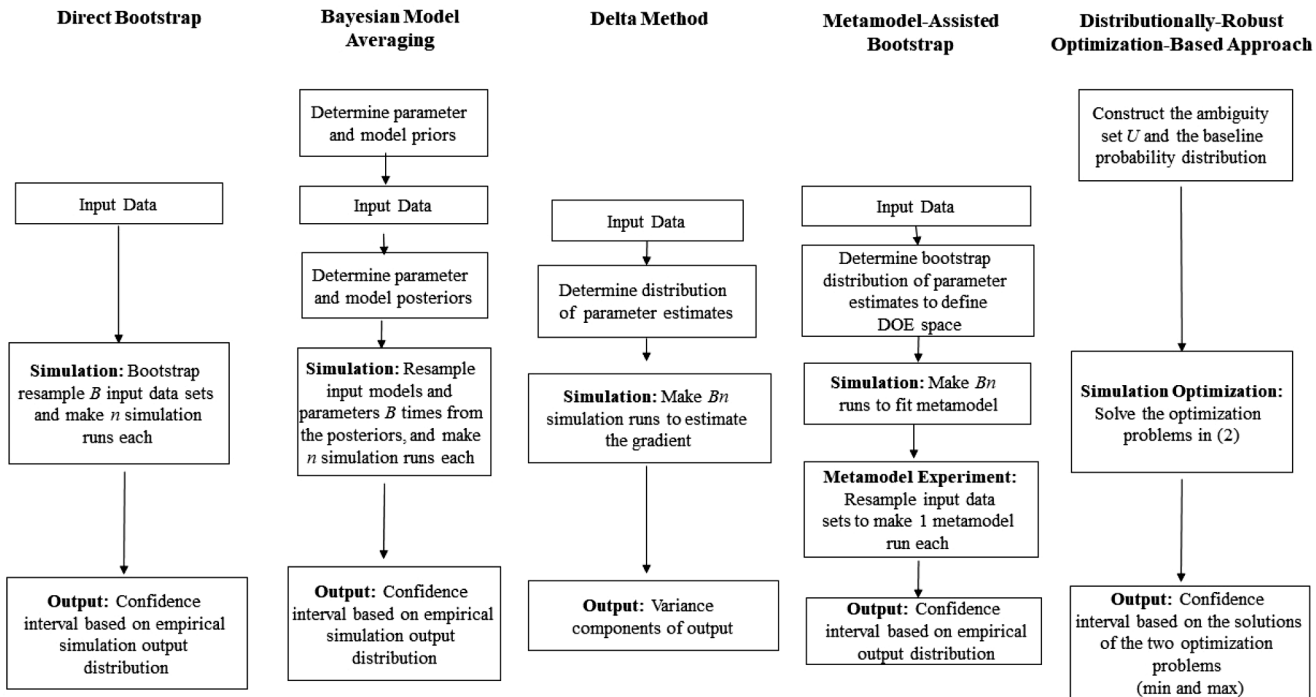 Direct Bootstrap
Input Data
Simulation: Bootstrap
resample B input data sets
and make n simulation
runs each
Output: Confidence
interval based on empirical
simulation output
distribution
Bayesian Model
Averaging
Determine parameter
and model priors
Input Data
Determine parameter
and model posteriors
Simulation: Resample
input models and
parameters B times from
the posteriors, and make
n simulation runs each
Output: Confidence
interval based on empirical
simulation output
distribution
Delta Method
Input Data
Determine distribution
of parameter estimates
Simulation: Make Bn
simulation runs to estimate
the gradient
Output: Variance
components of output
Metamodel-Assisted
Bootstrap
Input Data
Determine bootstrap
distribution of parameter
estimates to define
DOE space
Simulation: Make Bn
runs to fit metamodel
Metamodel Experiment:
Resample input data
sets to make 1 metamodel
run each
Output: Confidence
interval based on empirical
output distribution
Distributionally-Robust
Optimization-Based Approach
Construct the ambiguity
set U and the baseline
probability distribution
Simulation Optimization:
Solve the optimization
problems in (2)
Output: Confidence
interval based on the solutions
of the two optimization
problems
(min and max)